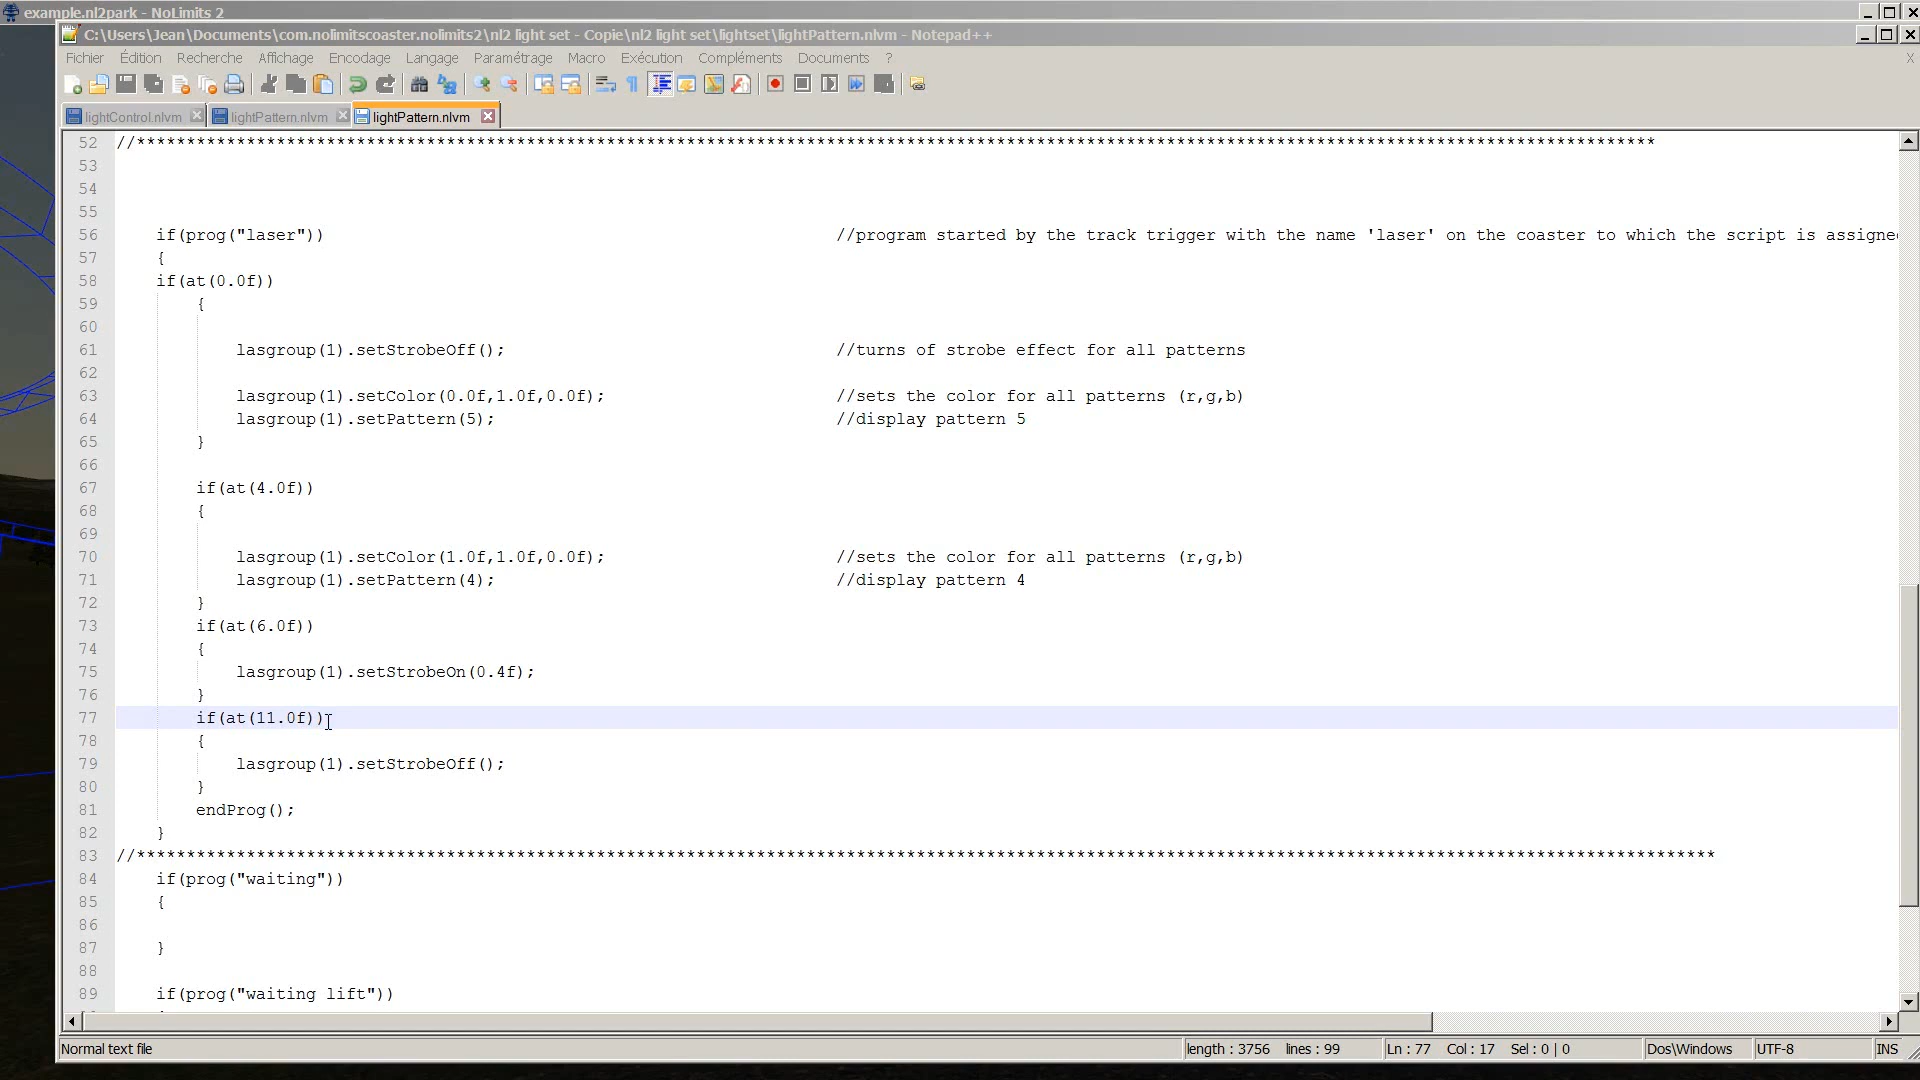 example.nl2park - NoLimits 2
C:\Users\Jean\Documents\com.nolimitscoaster.nolimits2\nl2 light set - Copie\nl2 light set\lightset\lightPattern.nlvm - Notepad++
Fichier Édition Recherche Affichage Encodage Langage Paramétrage Macro Exécution Compléments Documents ? X
lightControl.nlvm lightPattern.nlvm lightPattern.nlvm
52 //********************************************************************************************************************************************************
53
54
55
56 if(prog("laser")) //program started by the track trigger with the name 'laser' on the coaster to which the script is assigned
57 {
58 if(at(0.0f))
59 {
60
61 lasgroup(1).setStrobeOff(); //turns of strobe effect for all patterns
62
63 lasgroup(1).setColor(0.0f,1.0f,0.0f); //sets the color for all patterns (r,g,b)
64 lasgroup(1).setPattern(5); //display pattern 5
65 }
66
67 if(at(4.0f))
68 {
69
70 lasgroup(1).setColor(1.0f,1.0f,0.0f); //sets the color for all patterns (r,g,b)
71 lasgroup(1).setPattern(4); //display pattern 4
72 }
73 if(at(6.0f))
74 {
75 lasgroup(1).setStrobeOn(0.4f);
76 }
77 if(at(11.0f))
78 {
79 lasgroup(1).setStrobeOff();
80 }
81 endProg();
82 }
83 //**************************************************************************************************************************************************************
84 if(prog("waiting"))
85 {
86
87 }
88
89 if(prog("waiting lift"))
Normal text file length : 3756 lines : 99 Ln : 77 Col : 17 Sel : 0 | 0 Dos\Windows UTF-8 INS